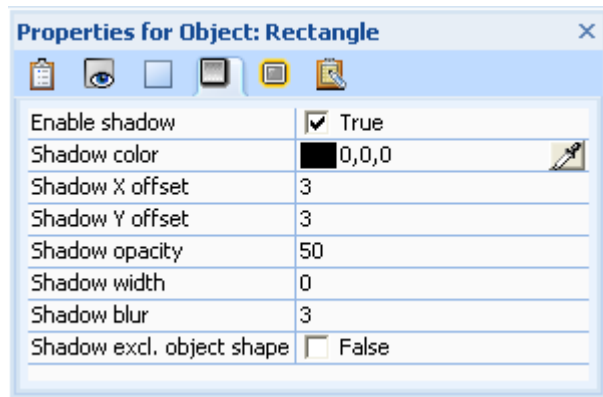 Properties for Object: Rectangle
Enable shadow True
Shadow color 0,0,0
Shadow X offset 3
Shadow Y offset 3
Shadow opacity 50
Shadow width 0
Shadow blur 3
Shadow excl. object shape False